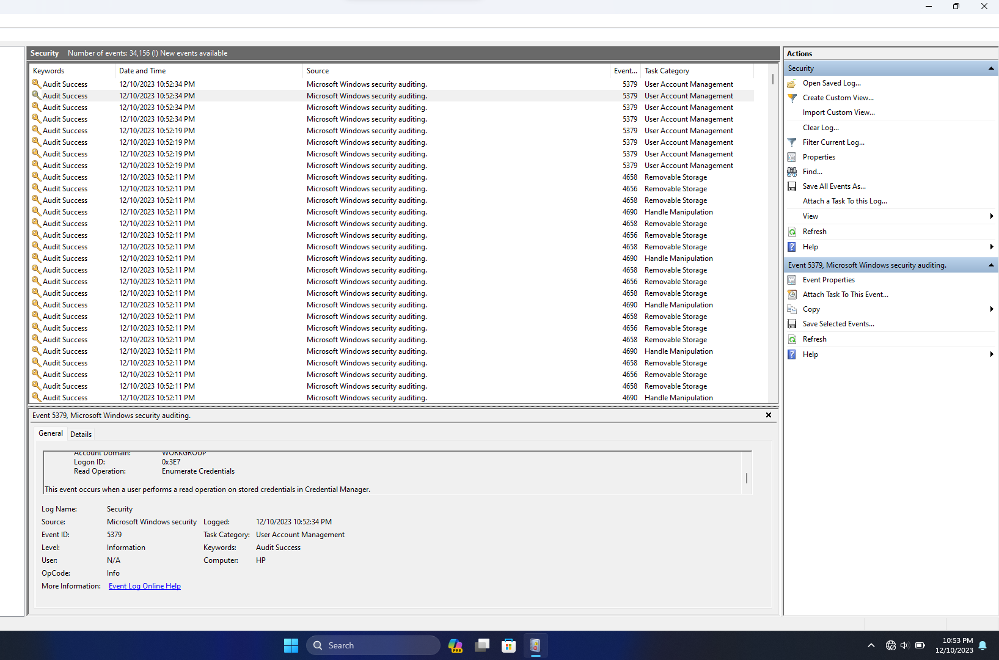 Security Number of events: 34,156 (!) New events available
Keywords Date and Time Source Event... Task Category
Audit Success 12/10/2023 10:52:34 PM Microsoft Windows security auditing. 5379 User Account Management
Audit Success 12/10/2023 10:52:34 PM Microsoft Windows security auditing. 5379 User Account Management
Audit Success 12/10/2023 10:52:34 PM Microsoft Windows security auditing. 5379 User Account Management
Audit Success 12/10/2023 10:52:34 PM Microsoft Windows security auditing. 5379 User Account Management
Audit Success 12/10/2023 10:52:19 PM Microsoft Windows security auditing. 5379 User Account Management
Audit Success 12/10/2023 10:52:19 PM Microsoft Windows security auditing. 5379 User Account Management
Audit Success 12/10/2023 10:52:19 PM Microsoft Windows security auditing. 5379 User Account Management
Audit Success 12/10/2023 10:52:19 PM Microsoft Windows security auditing. 5379 User Account Management
Audit Success 12/10/2023 10:52:11 PM Microsoft Windows security auditing. 4658 Removable Storage
Audit Success 12/10/2023 10:52:11 PM Microsoft Windows security auditing. 4656 Removable Storage
Audit Success 12/10/2023 10:52:11 PM Microsoft Windows security auditing. 4658 Removable Storage
Audit Success 12/10/2023 10:52:11 PM Microsoft Windows security auditing. 4690 Handle Manipulation
Audit Success 12/10/2023 10:52:11 PM Microsoft Windows security auditing. 4658 Removable Storage
Audit Success 12/10/2023 10:52:11 PM Microsoft Windows security auditing. 4656 Removable Storage
Audit Success 12/10/2023 10:52:11 PM Microsoft Windows security auditing. 4658 Removable Storage
Audit Success 12/10/2023 10:52:11 PM Microsoft Windows security auditing. 4690 Handle Manipulation
Audit Success 12/10/2023 10:52:11 PM Microsoft Windows security auditing. 4658 Removable Storage
Audit Success 12/10/2023 10:52:11 PM Microsoft Windows security auditing. 4656 Removable Storage
Audit Success 12/10/2023 10:52:11 PM Microsoft Windows security auditing. 4658 Removable Storage
Audit Success 12/10/2023 10:52:11 PM Microsoft Windows security auditing. 4690 Handle Manipulation
Audit Success 12/10/2023 10:52:11 PM Microsoft Windows security auditing. 4658 Removable Storage
Audit Success 12/10/2023 10:52:11 PM Microsoft Windows security auditing. 4656 Removable Storage
Audit Success 12/10/2023 10:52:11 PM Microsoft Windows security auditing. 4658 Removable Storage
Audit Success 12/10/2023 10:52:11 PM Microsoft Windows security auditing. 4690 Handle Manipulation
Audit Success 12/10/2023 10:52:11 PM Microsoft Windows security auditing. 4658 Removable Storage
Audit Success 12/10/2023 10:52:11 PM Microsoft Windows security auditing. 4656 Removable Storage
Audit Success 12/10/2023 10:52:11 PM Microsoft Windows security auditing. 4658 Removable Storage
Audit Success 12/10/2023 10:52:11 PM Microsoft Windows security auditing. 4690 Handle Manipulation
Event 5379, Microsoft Windows security auditing.
General Details
Account Domain: WORKGROUP
Logon ID: 0x3E7
Read Operation: Enumerate Credentials
This event occurs when a user performs a read operation on stored credentials in Credential Manager.
Log Name: Security
Source: Microsoft Windows security Logged: 12/10/2023 10:52:34 PM
Event ID: 5379 Task Category: User Account Management
Level: Information Keywords: Audit Success
User: N/A Computer: HP
OpCode: Info
More Information: Event Log Online Help
Actions
Security
Open Saved Log...
Create Custom View...
Import Custom View...
Clear Log...
Filter Current Log...
Properties
Find...
Save All Events As...
Attach a Task To this Log...
View
Refresh
Help
Event 5379, Microsoft Windows security auditing.
Event Properties
Attach Task To This Event...
Copy
Save Selected Events...
Refresh
Help
Search
PRE
10:53 PM
12/10/2023